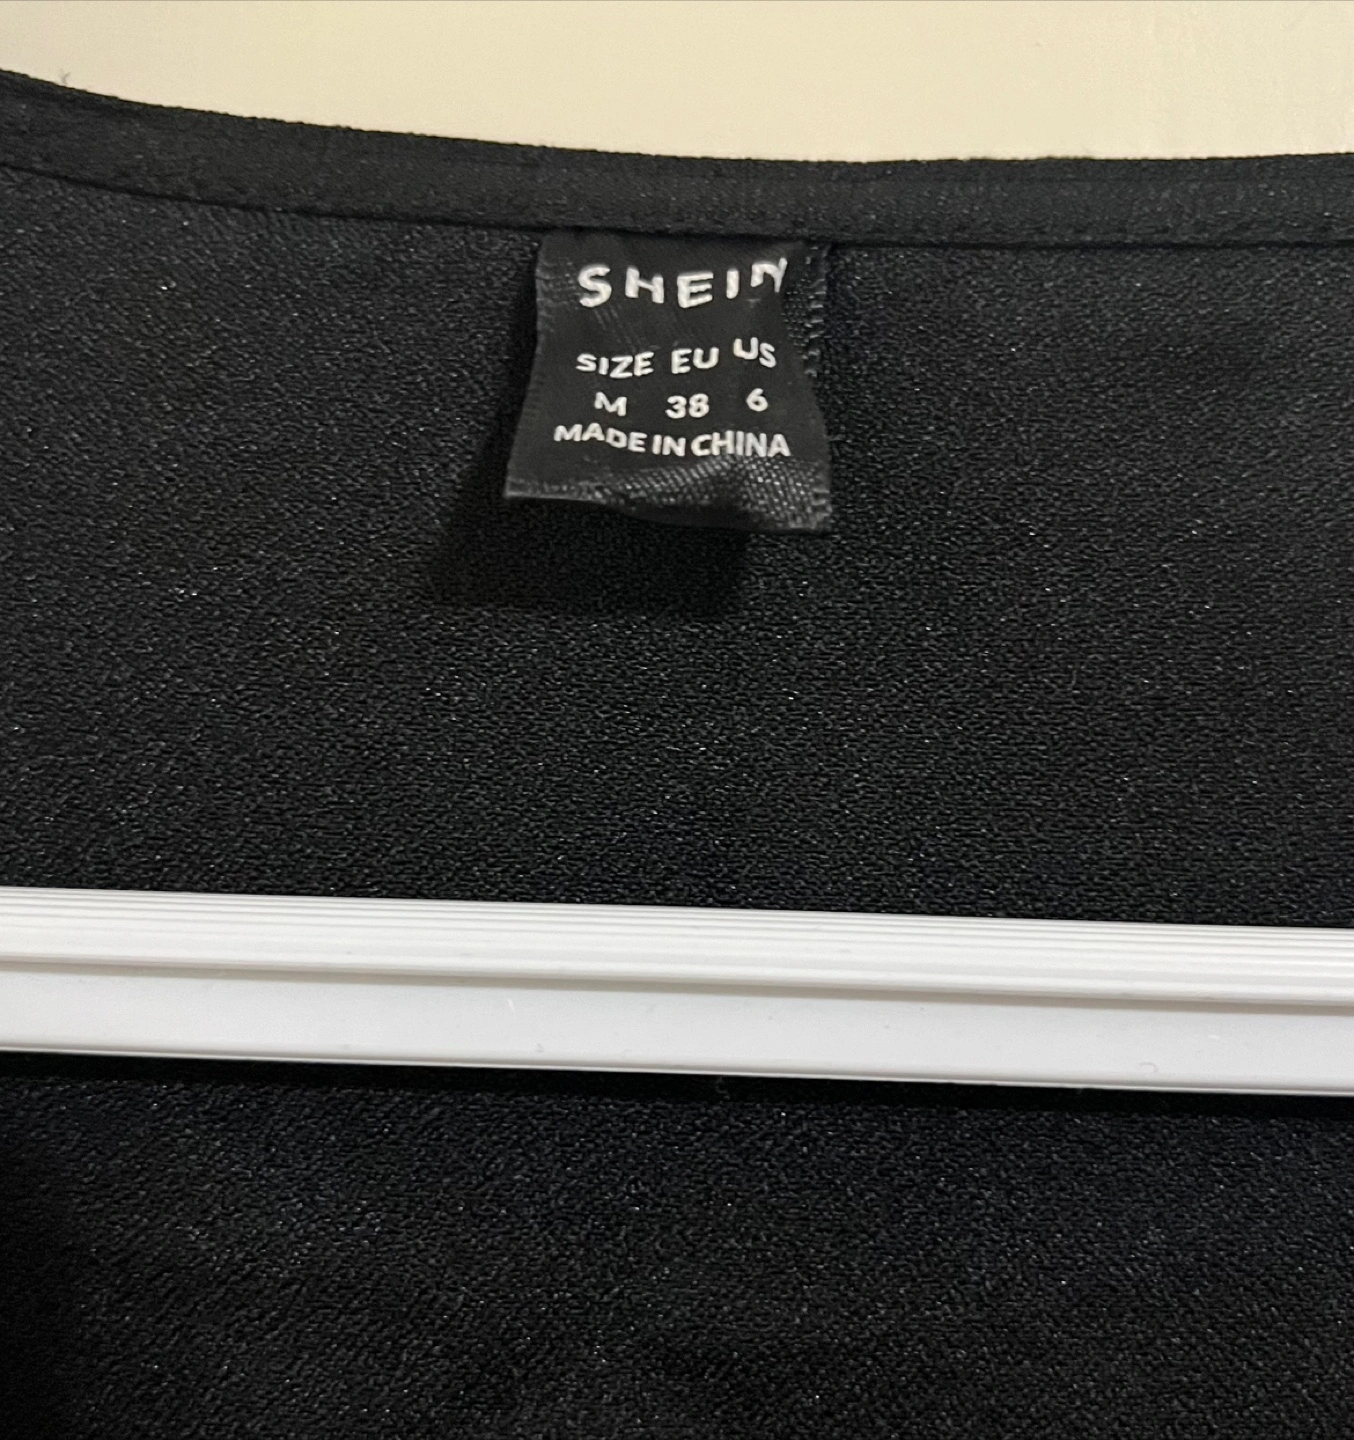 SHEIN
SIZE EU US
M 38 6
MADE IN CHINA